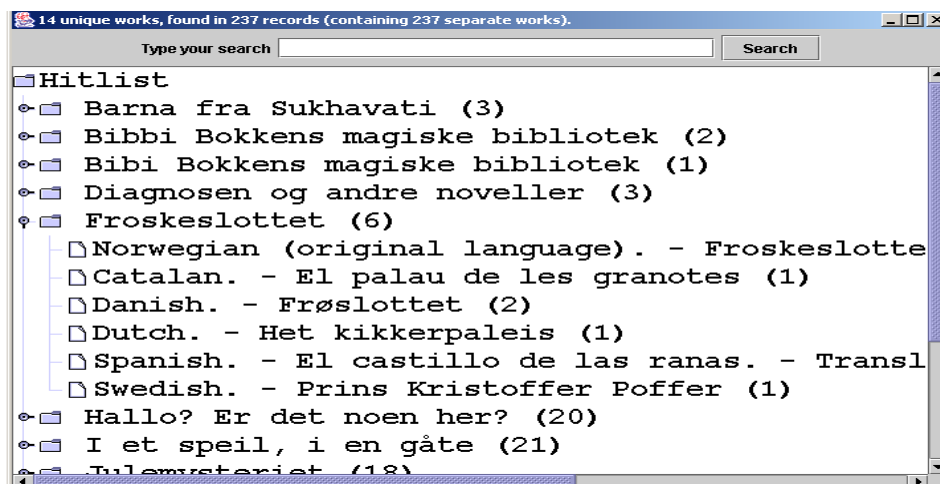 14 unique works, found in 237 records (containing 237 separate works).
Type your search
Search
Hitlist
Barna fra Sukhavati (3)
Bibbi Bokkens magiske bibliotek (2)
Bibi Bokkens magiske bibliotek (1)
Diagnosen og andre noveller (3)
Froskeslottet (6)
Norwegian (original language). - Froskeslotte
Catalan. - El palau de les granotes (1)
Danish. - Frøslottet (2)
Dutch. - Het kikkerpaleis (1)
Spanish. - El castillo de las ranas. - Transl
Swedish. - Prins Kristoffer Poffer (1)
Hallo? Er det noen her? (20)
I et speil, i en gåte (21)
Julemysteriet (18)